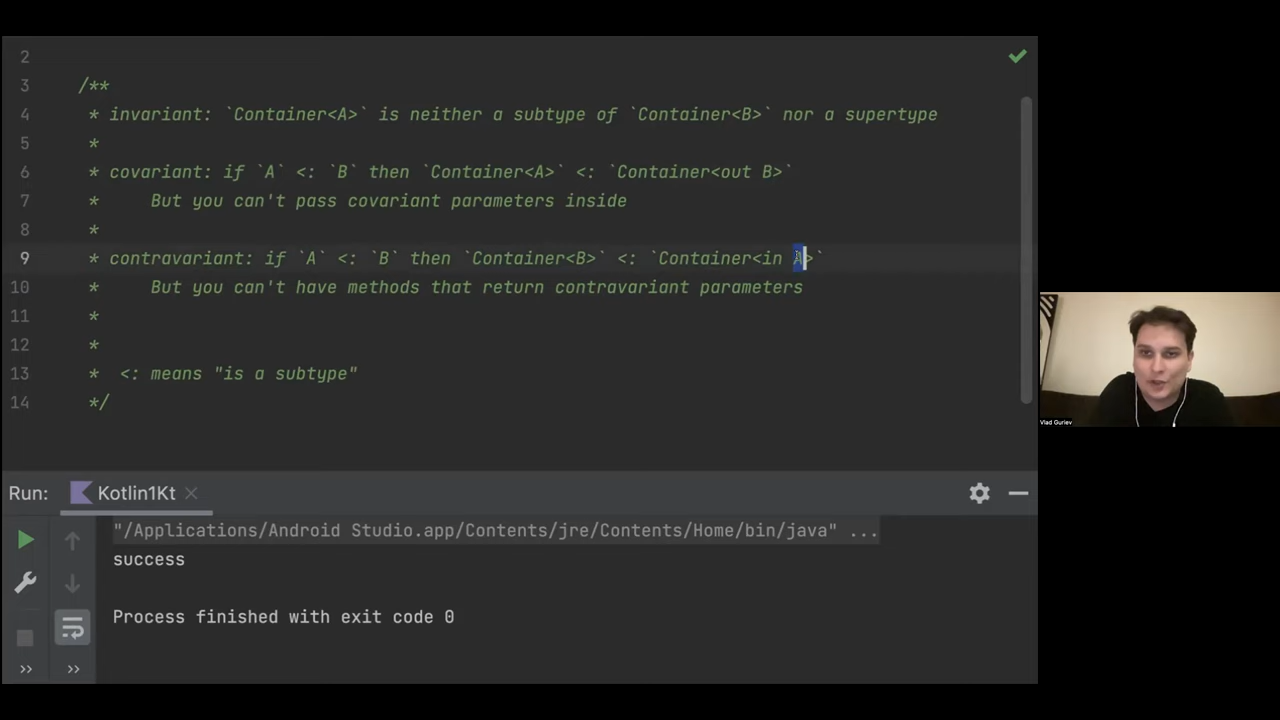 2
3 /**
4 * invariant: `Container<A>` is neither a subtype of `Container<B>` nor a supertype
5 *
6 * covariant: if `A` <: `B` then `Container<A>` <: `Container<out B>`
7 * But you can't pass covariant parameters inside
8 *
9 * contravariant: if `A` <: `B` then `Container<B>` <: `Container<in A>`
10 * But you can't have methods that return contravariant parameters
11 *
12 *
13 * <: means "is a subtype"
14 */
Vlad Guriev
Run: Kotlin1Kt
"/Applications/Android Studio.app/Contents/jre/Contents/Home/bin/java" ...
success
Process finished with exit code 0